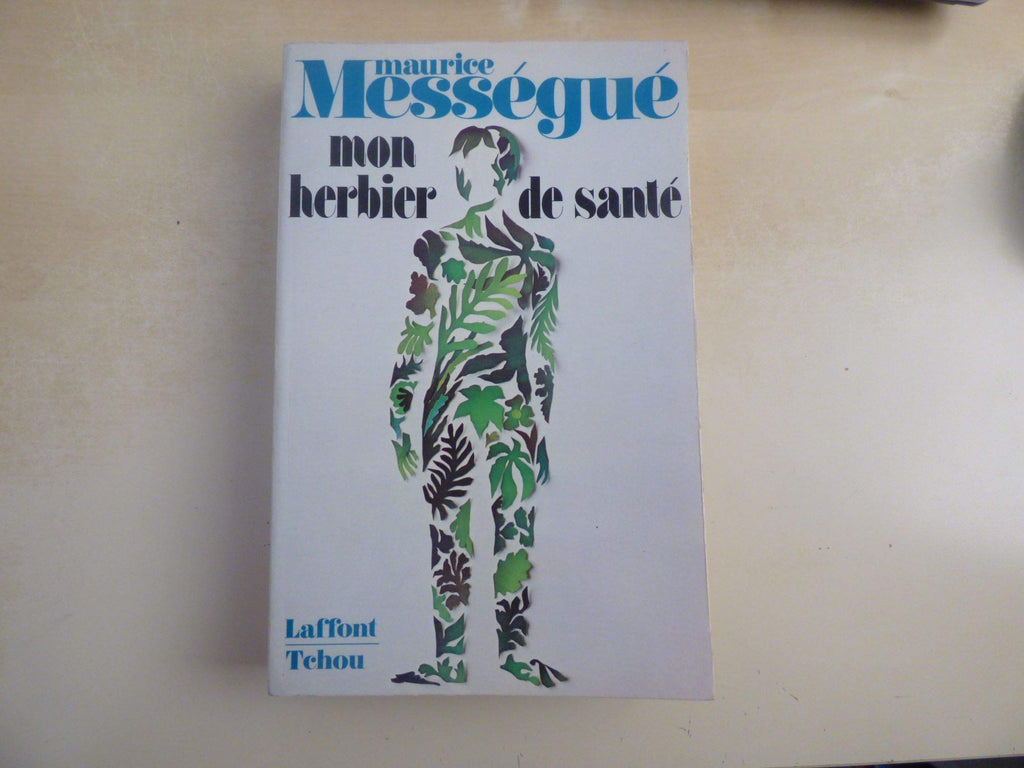 maurice
Mességué
mon
herbier de santé
Laffont
Tchou